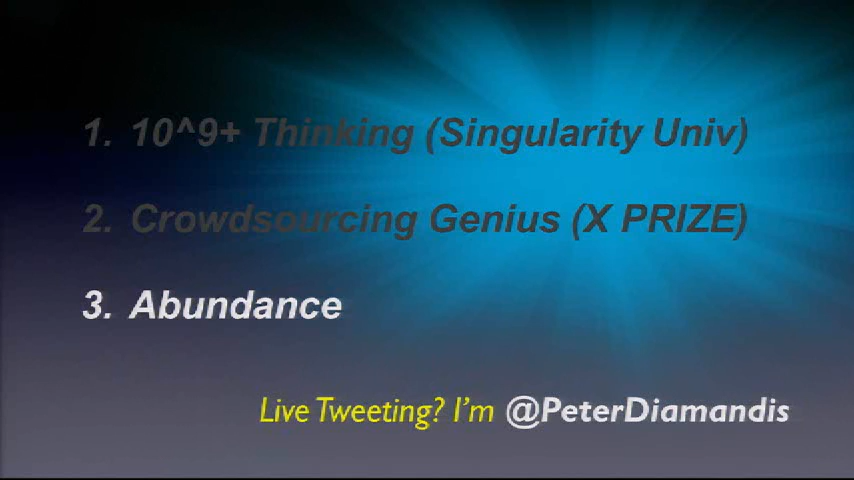 1. 10^9+ Thinking (Singularity Univ)
2. Crowdsourcing Genius (X PRIZE)
3. Abundance
Live Tweeting? I'm @PeterDiamandis